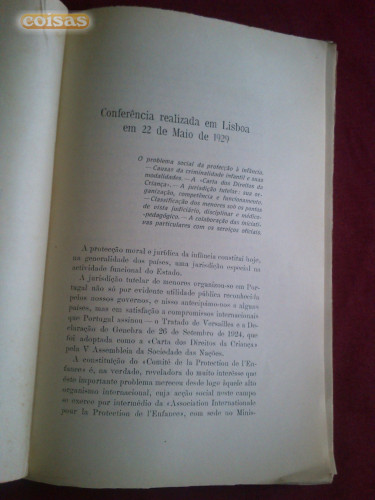 coisas
Conferência realizada em Lisboa
em 22 de Maio de 1929
O problema social da protecção à infância.
—Causas da criminalidade infantil e suas
modalidades.—A «Carta dos Direitos da
Criança».—A jurisdição tutelar: sua or-
ganização, competência e funcionamento.
—Classificação dos menores sob os pontos
de vista judiciário, disciplinar e médico-
-pedagógico.—A colaboração das iniciati-
vas particulares com os serviços oficiais
A protecção moral e jurídica da infância constitui hoje,
na generalidade dos países, uma jurisdição especial na
actividade funcional do Estado.
A jurisdição tutelar de menores organizou-se em Por-
tugal não só por evidente utilidade pública reconhecida
pelos nossos governos, e nisso antecipámo-nos a alguns
países, mas em satisfação a compromissos internacionais
que Portugal assinou—o Tratado de Versailles e a De-
claração de Genebra de 26 de Setembro de 1924, que
foi adoptada como a «Carta dos Direitos da Criança»
pela V Assembleia da Sociedade das Nações.
A constituição do «Comité de la Protection de l'En-
fance» é, na verdade, reveladora do muito interêsse que
êste importante problema mereceu desde logo àquele alto
organismo internacional, cuja acção social neste campo
se exerce por intermédio da «Association Internationale
pour la Protection de l'Enfance», com sede no Minis-